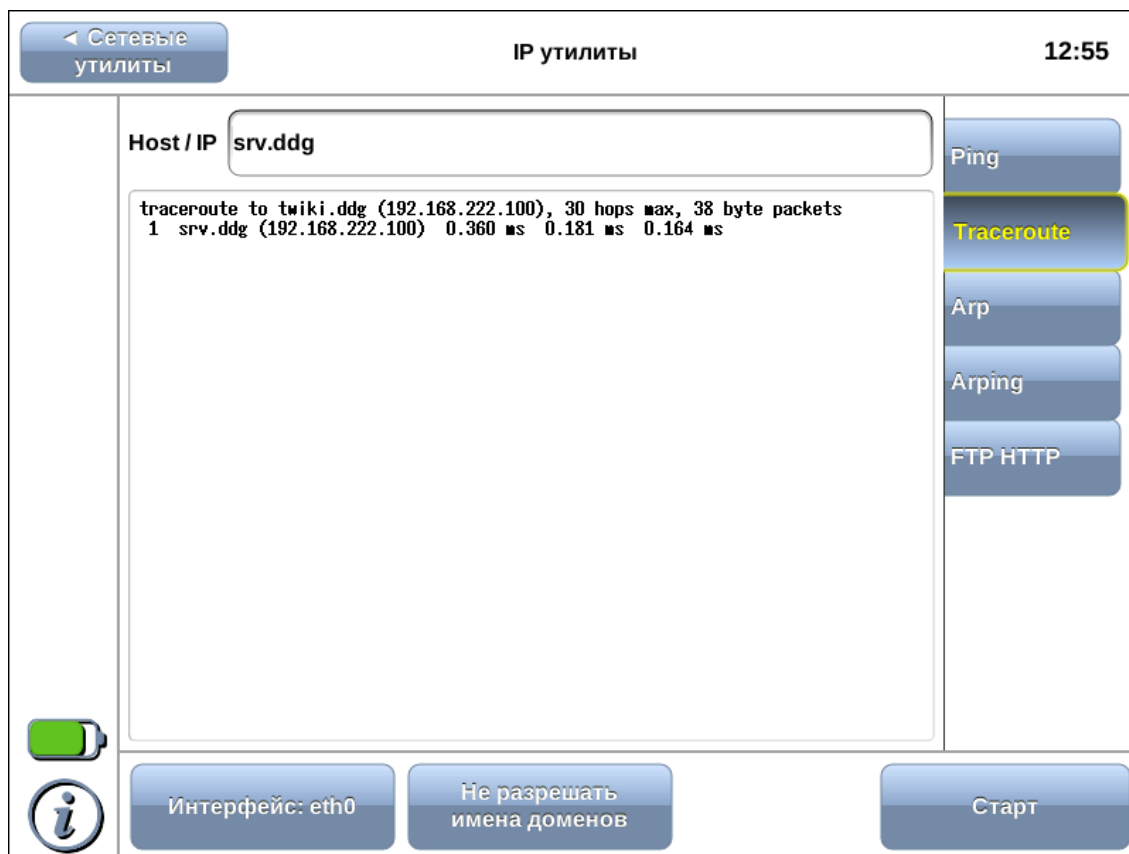 ◄ Сетевые
утилиты
IP утилиты
12:55
Host / IP
srv.ddg
traceroute to twiki.ddg (192.168.222.100), 30 hops max, 38 byte packets
1  srv.ddg (192.168.222.100)  0.360 ms  0.181 ms  0.164 ms
Ping
Traceroute
Arp
Arping
FTP HTTP
i
Интерфейс: eth0
Не разрешать
имена доменов
Старт